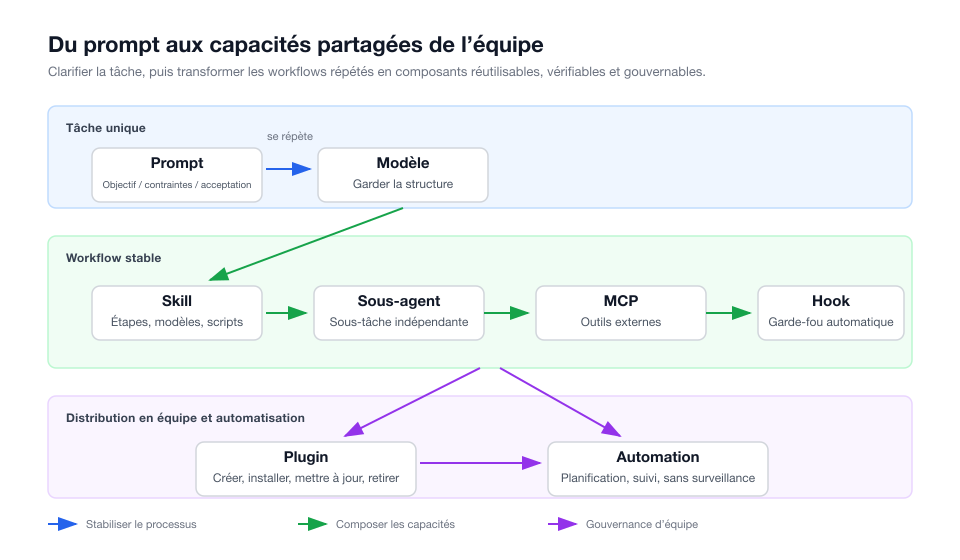 Du prompt aux capacités partagées de l’équipe
Clarifier la tâche, puis transformer les workflows répétés en composants réutilisables, vérifiables et gouvernables.
Tâche unique
se répète
Prompt
Objectif / contraintes / acceptation
Modèle
Garder la structure
Workflow stable
Skill
Étapes, modèles, scripts
Sous-agent
Sous-tâche indépendante
MCP
Outils externes
Hook
Garde-fou automatique
Distribution en équipe et automatisation
Plugin
Créer, installer, mettre à jour, retirer
Automation
Planification, suivi, sans surveillance
Stabiliser le processus
Composer les capacités
Gouvernance d’équipe